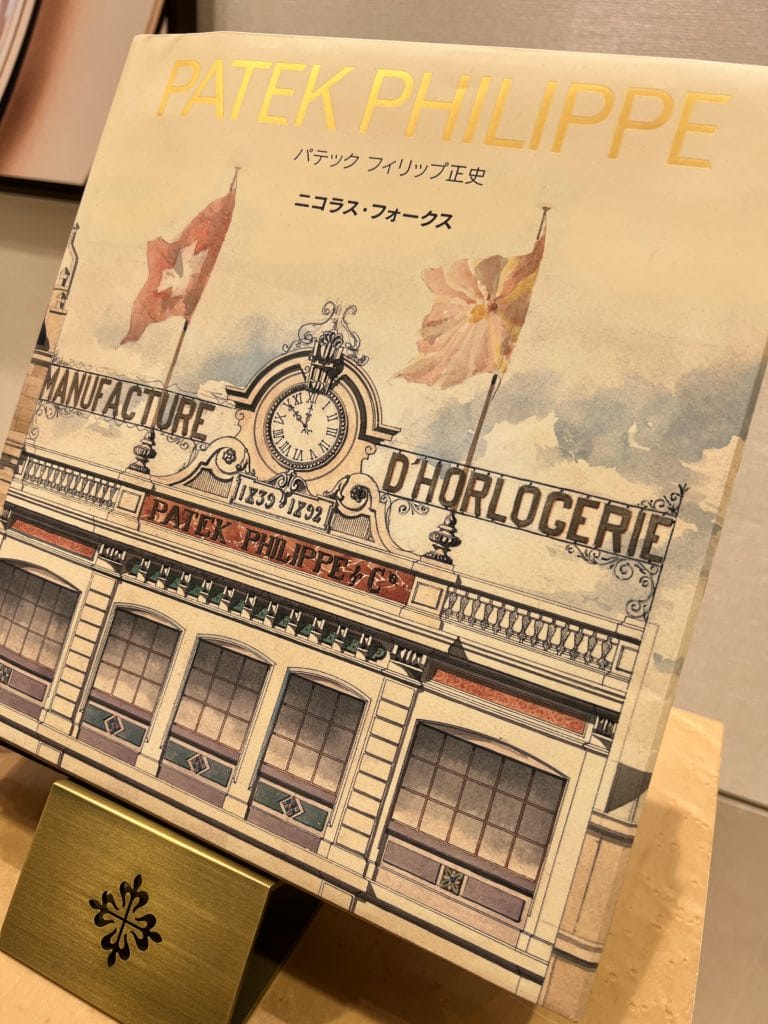 PATEK PHILIPPE
パテック フィリップ正史
ニコラス・フォークス
MANUFACTURE D'HORLOGERIE
1839 1892
PATEK PHILIPPE & Cº